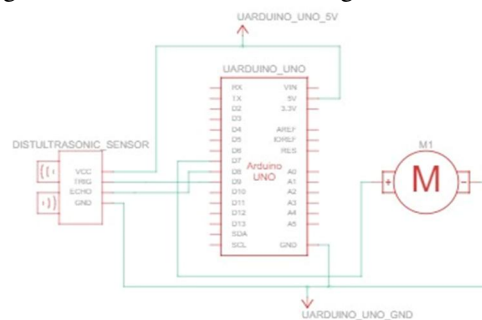 UARDUINO_UNO_5V
UARDUINO_UNO
RX
TX
D2
D3
D4
D5
D6
D7
D8
D9
D10
D11
D12
D13
SDA
SCL
VIN
5V
3.3V
AREF
IOREF
RES
A0
A1
A2
A3
A4
A5
GND
Arduino
UNO
DISTULTRASONIC_SENSOR
VCC
TRIG
ECHO
GND
M1
+
M
-
UARDUINO_UNO_GND